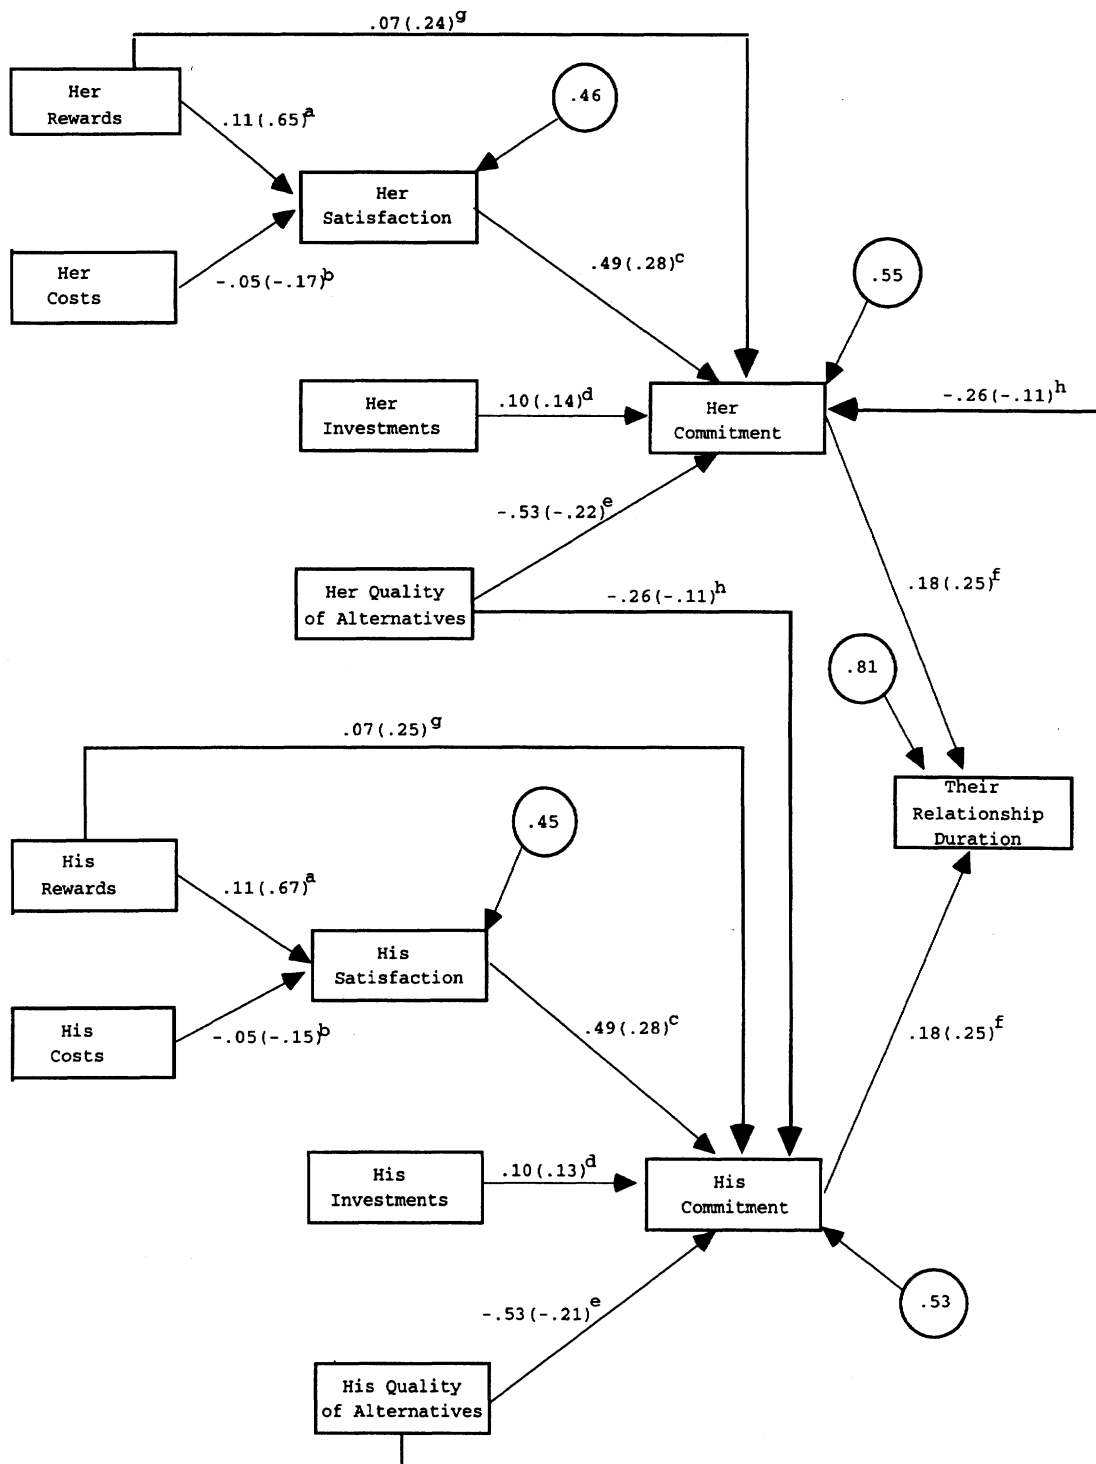 .07(.24)g
Her
Rewards
.11(.65)a
.46
Her
Satisfaction
Her
Costs
-.05(-.17)b
.49(.28)c
.55
Her
Investments
.10(.14)d
Her
Commitment
-.26(-.11)h
-.53(-.22)e
Her Quality
of Alternatives
-.26(-.11)h
.18(.25)f
.81
.07(.25)g
Their
Relationship
Duration
.45
His
Rewards
.11(.67)a
His
Satisfaction
His
Costs
-.05(-.15)b
.49(.28)c
.18(.25)f
His
Investments
.10(.13)d
His
Commitment
-.53(-.21)e
.53
His Quality
of Alternatives